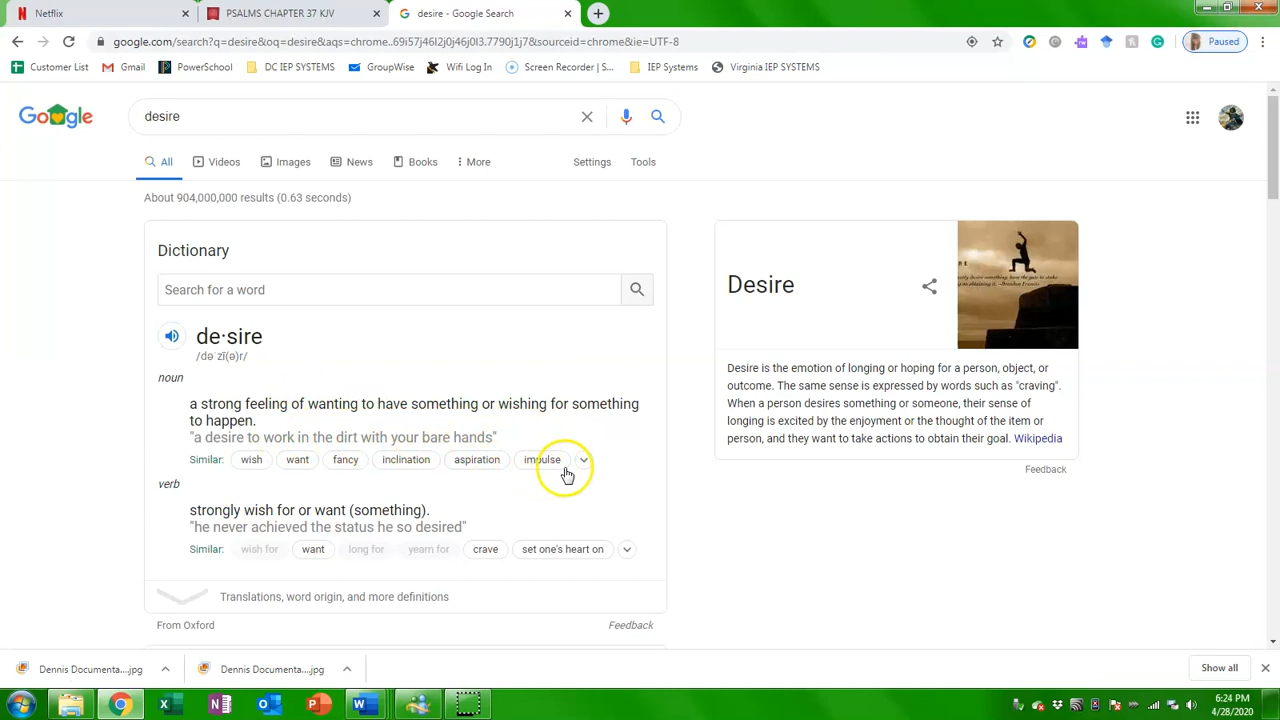 Netflix
PSALMS CHAPTER 37 KJV
desire - Google Search
google.com/search?q=desire&oq=desire&aqs=chrome..69i57j46l2j0j46j0l3.7701j1j78&sourceid=chrome&ie=UTF-8
Paused
Customer List
Gmail
PowerSchool
DC IEP SYSTEMS
GroupWise
Wifi Log In
Screen Recorder | S...
IEP Systems
Virginia IEP SYSTEMS
Google
desire
All
Videos
Images
News
Books
More
Settings
Tools
About 904,000,000 results (0.63 seconds)
Dictionary
Search for a word
de·sire
/dəˈzī(ə)r/
noun
a strong feeling of wanting to have something or wishing for something
to happen.
"a desire to work in the dirt with your bare hands"
Similar: wish want fancy inclination aspiration impulse
verb
strongly wish for or want (something).
"he never achieved the status he so desired"
Similar: wish for want long for yearn for crave set one's heart on
Translations, word origin, and more definitions
From Oxford
Feedback
Desire
Desire is the emotion of longing or hoping for a person, object, or
outcome. The same sense is expressed by words such as "craving".
When a person desires something or someone, their sense of
longing is excited by the enjoyment or the thought of the item or
person, and they want to take actions to obtain their goal. Wikipedia
Feedback
Dennis Documenta....jpg
Dennis Documenta....jpg
Show all
6:24 PM
4/28/2020